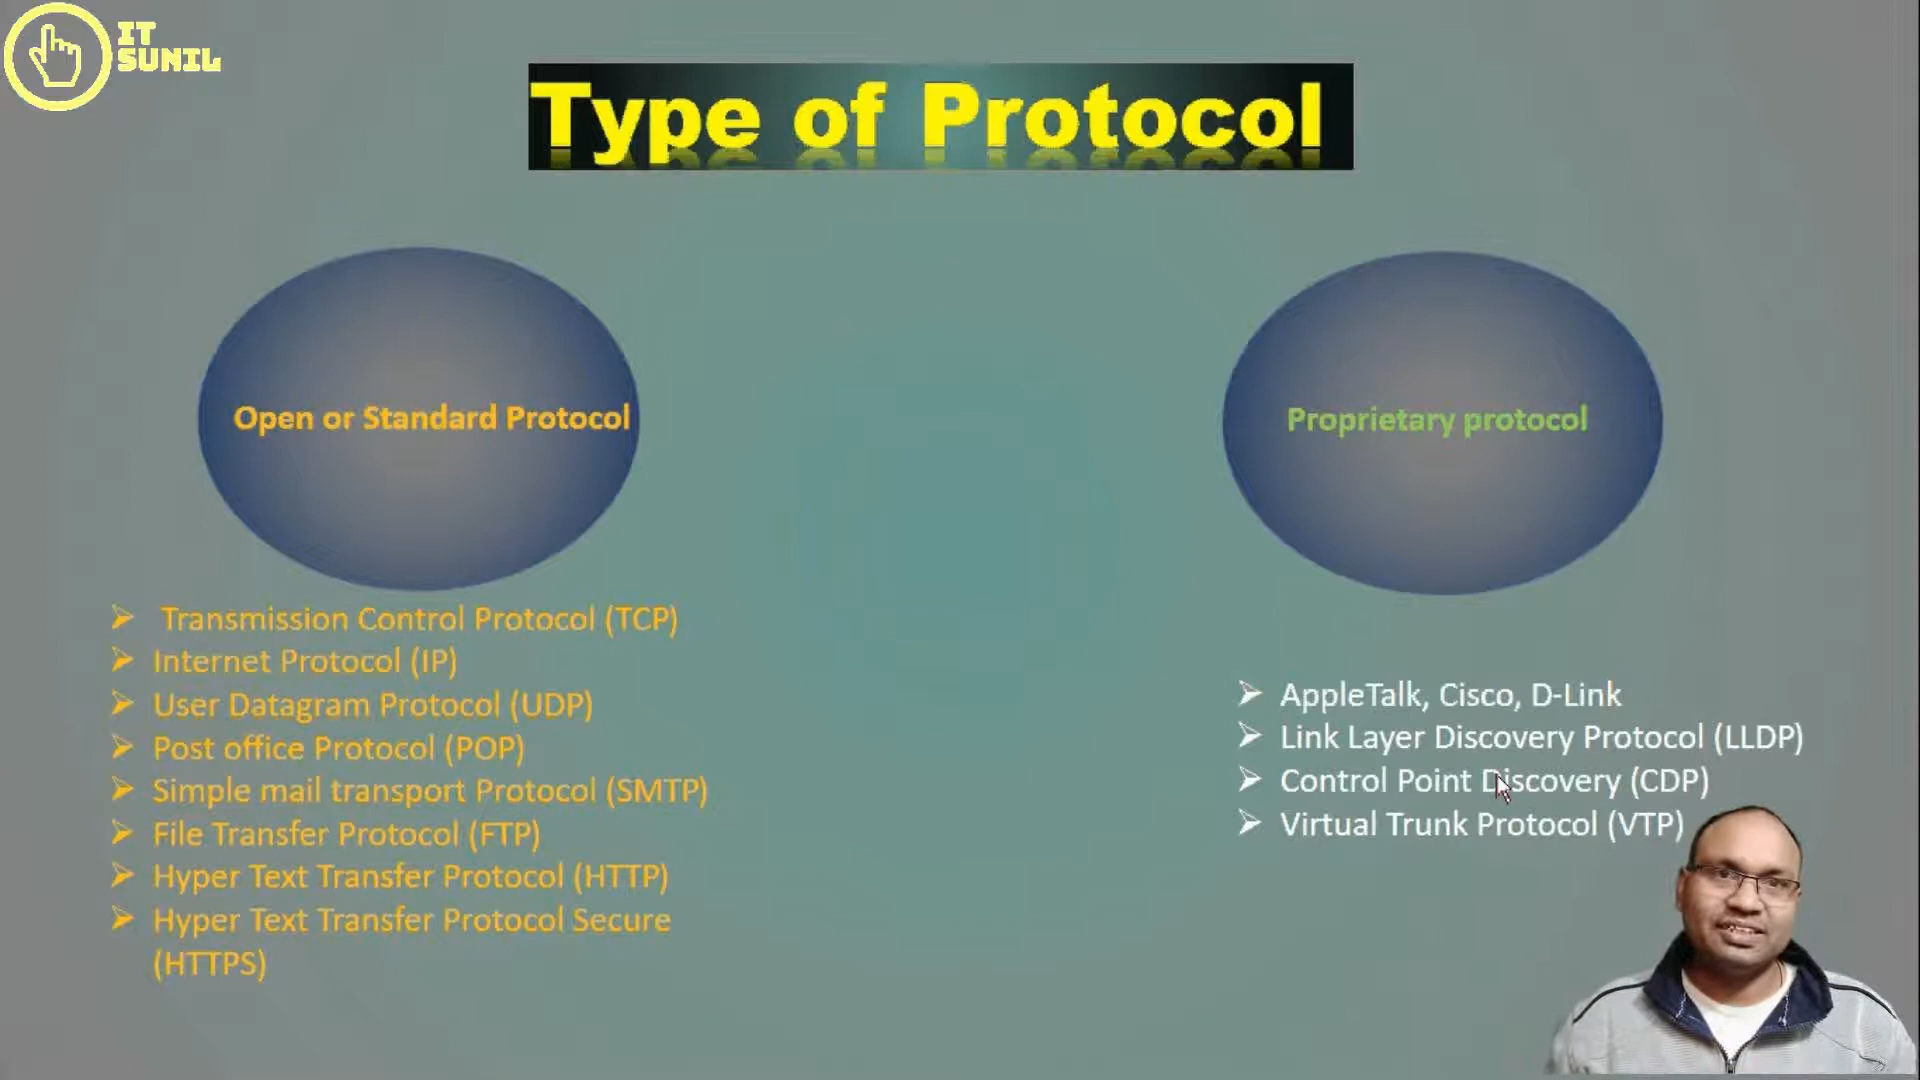 IT
SUNIL
Type of Protocol
Open or Standard Protocol
Transmission Control Protocol (TCP)
Internet Protocol (IP)
User Datagram Protocol (UDP)
Post office Protocol (POP)
Simple mail transport Protocol (SMTP)
File Transfer Protocol (FTP)
Hyper Text Transfer Protocol (HTTP)
Hyper Text Transfer Protocol Secure
(HTTPS)
Proprietary protocol
AppleTalk, Cisco, D-Link
Link Layer Discovery Protocol (LLDP)
Control Point Discovery (CDP)
Virtual Trunk Protocol (VTP)